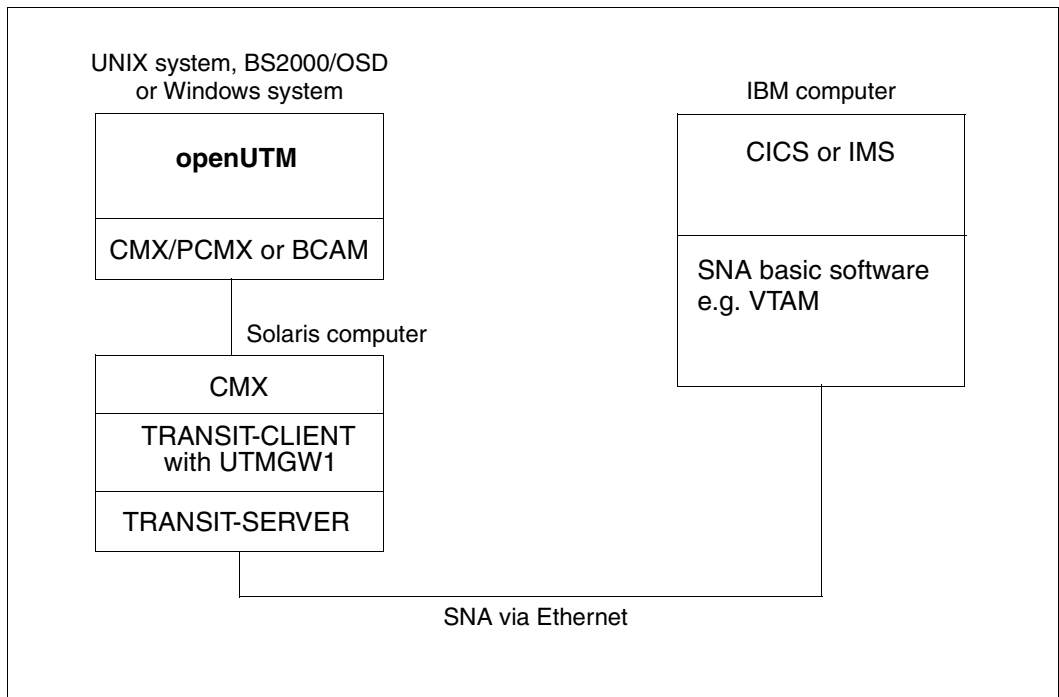 UNIX system, BS2000/OSD
or Windows system
openUTM
CMX/PCMX or BCAM
IBM computer
CICS or IMS
SNA basic software
e.g. VTAM
Solaris computer
CMX
TRANSIT-CLIENT
with UTMGW1
TRANSIT-SERVER
SNA via Ethernet